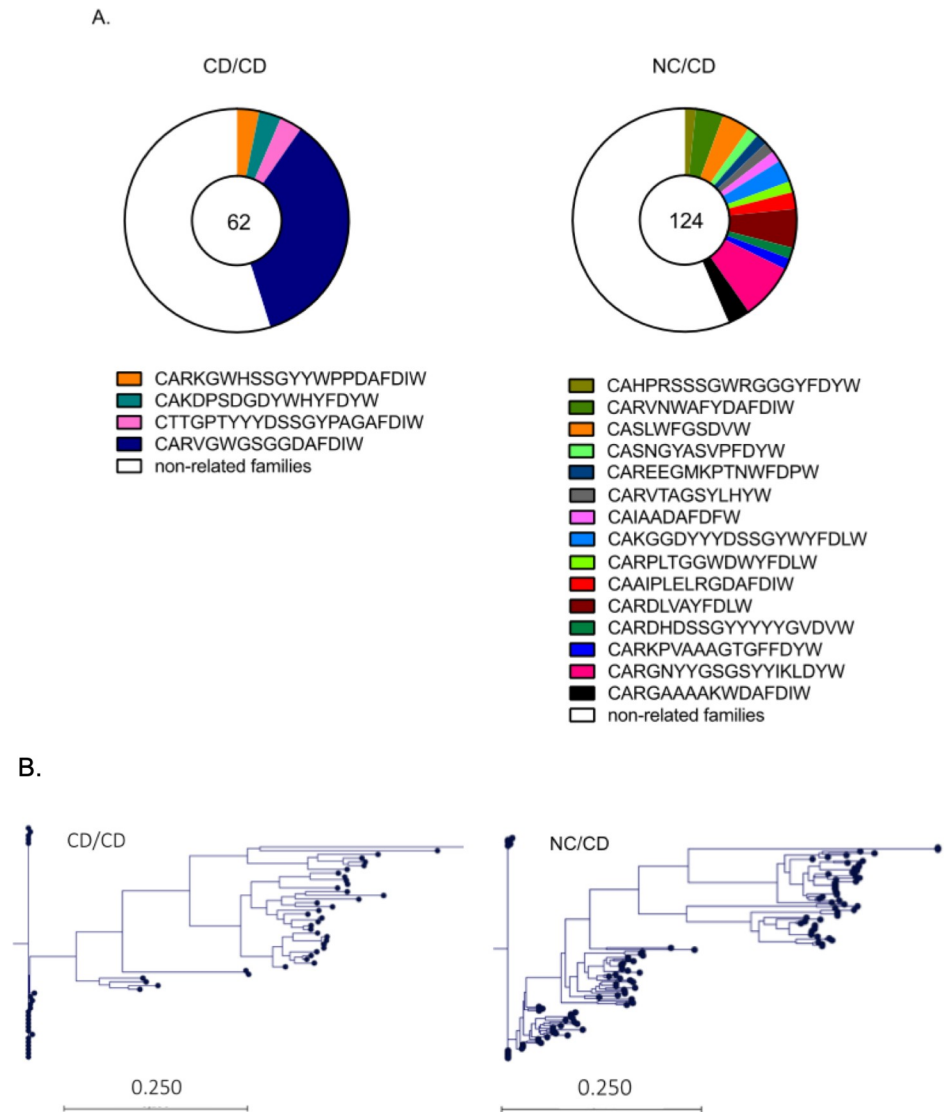 A.
CD/CD
NC/CD
62
124
CARKGWHSSGYYWPPDAFDIW
CAKDPSDGDYWHYFDYW
CTTGPTYYYDSSGYPAGAFDIW
CARVGWGSGGDAFDIW
non-related families
CAHPRSSSGWRGGGYFDYW
CARVNWAFYDAFDIW
CASLWFGSDVW
CASNGYASVPFDYW
CAREEGMKPTNWFDPW
CARVTAGSYLHYW
CAIAADAFDFW
CAKGGDYYYDSSGYWYFDLW
CARPLTGGWDWYFDLW
CAAIPLELRGDAFDIW
CARDLVAYFDLW
CARDHDSSGYYYYYGVDVW
CARKPVAAAGTGFFDYW
CARGNYYGSGSYYIKLDYW
CARGAAAAKWDAFDIW
non-related families
B.
CD/CD
NC/CD
0.250
0.250